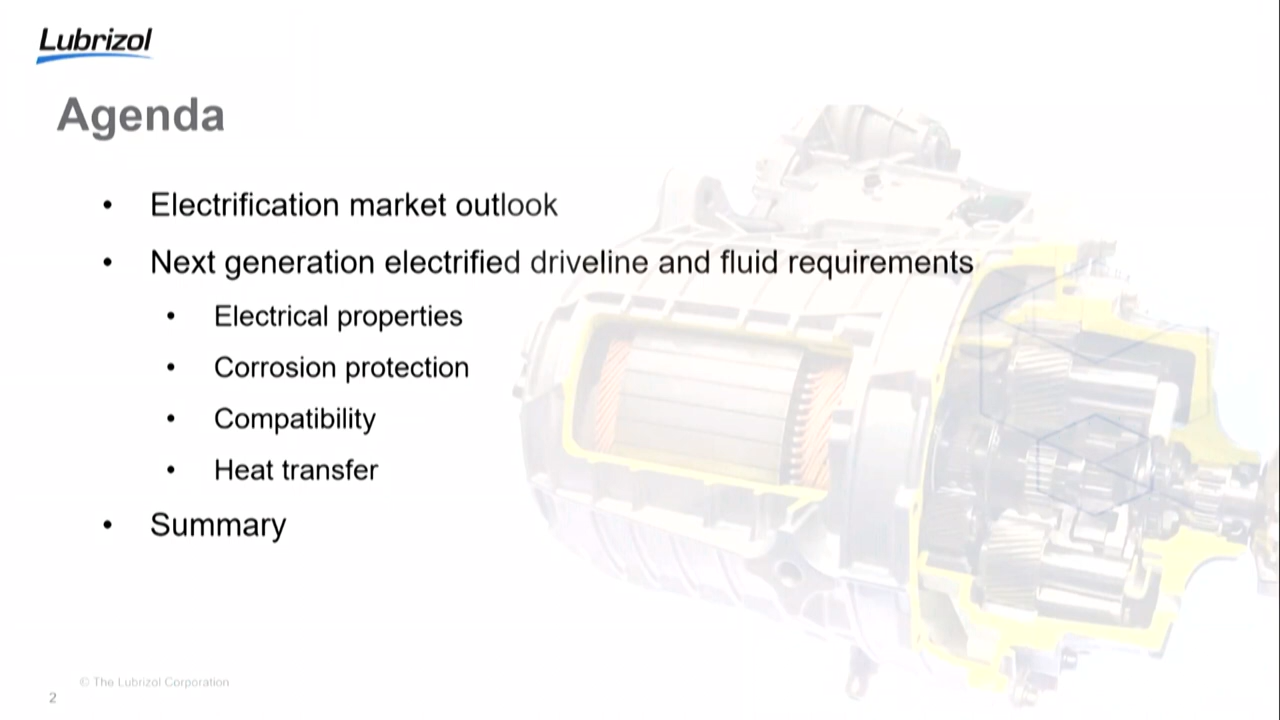 Lubrizol
Agenda
• Electrification market outlook
• Next generation electrified driveline and fluid requirements
• Electrical properties
• Corrosion protection
• Compatibility
• Heat transfer
• Summary
© The Lubrizol Corporation
2